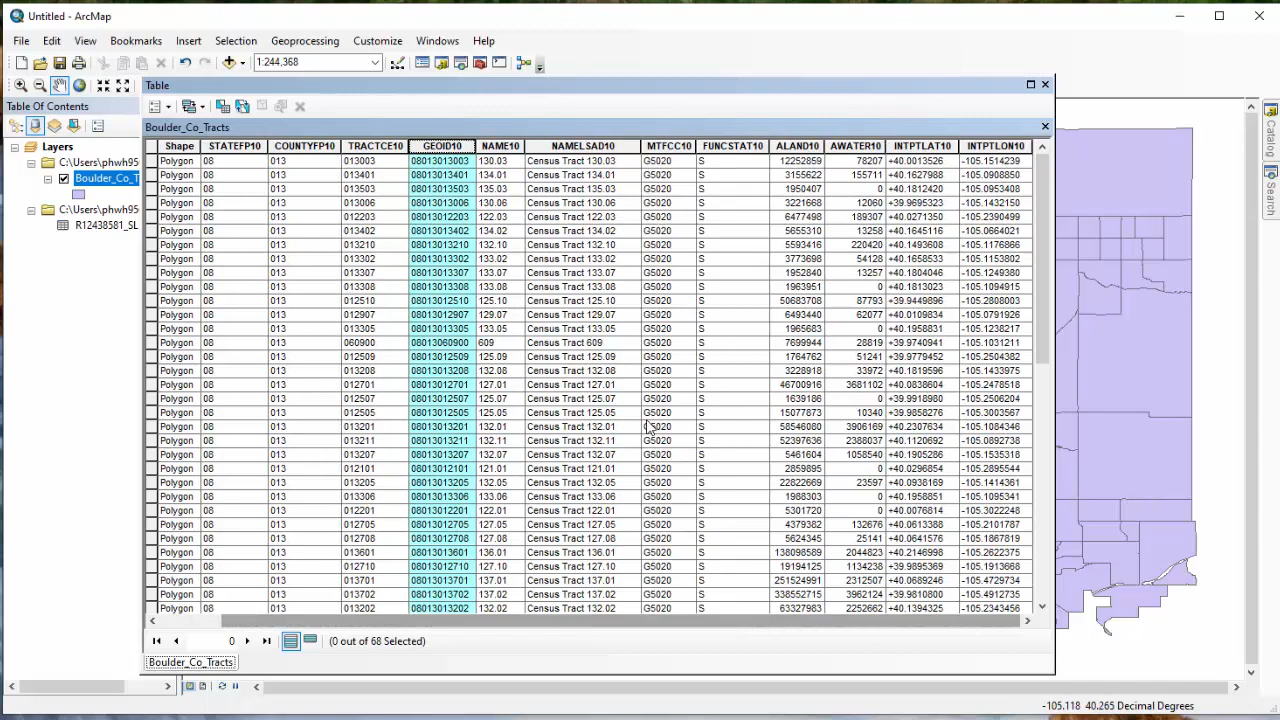 Untitled - ArcMap
File Edit View Bookmarks Insert Selection Geoprocessing Customize Windows Help
1:244,368
Table Of Contents
Layers
C:\Users\phwh95
Boulder_Co_T
C:\Users\phwh95
R12438581_SL
Table
Boulder_Co_Tracts
Shape STATEFP10 COUNTYFP10 TRACTCE10 GEOID10 NAME10 NAMELSAD10 MTFCC10 FUNCSTAT10 ALAND10 AWATER10 INTPTLAT10 INTPTLON10
Polygon 08 013 013003 08013013003 130.03 Census Tract 130.03 G5020 S 12252859 78207 +40.0013526 -105.1514239
Polygon 08 013 013401 08013013401 134.01 Census Tract 134.01 G5020 S 3123522 155711 +40.1627988 -105.0908850
Polygon 08 013 013503 08013013503 135.03 Census Tract 135.03 G5020 S 1950407 0 +40.1812420 -105.0953408
Polygon 08 013 013006 08013013006 130.06 Census Tract 130.06 G5020 S 3221668 12060 +39.9695323 -105.1432150
Polygon 08 013 012203 08013012203 122.03 Census Tract 122.03 G5020 S 6477498 189307 +40.0271350 -105.2390499
Polygon 08 013 013402 08013013402 134.02 Census Tract 134.02 G5020 S 5655310 13258 +40.1645116 -105.0664021
Polygon 08 013 013210 08013013210 132.10 Census Tract 132.10 G5020 S 5593416 220420 +40.1493608 -105.1176866
Polygon 08 013 013302 08013013302 133.02 Census Tract 133.02 G5020 S 3773698 54128 +40.1658533 -105.1153802
Polygon 08 013 013307 08013013307 133.07 Census Tract 133.07 G5020 S 1952840 13257 +40.1804046 -105.1249380
Polygon 08 013 013308 08013013308 133.08 Census Tract 133.08 G5020 S 1963951 0 +40.1813023 -105.1094915
Polygon 08 013 012510 08013012510 125.10 Census Tract 125.10 G5020 S 50683708 87793 +39.9449896 -105.2808003
Polygon 08 013 012907 08013012907 129.07 Census Tract 129.07 G5020 S 6493440 62077 +40.0109834 -105.0791926
Polygon 08 013 013305 08013013305 133.05 Census Tract 133.05 G5020 S 1965683 0 +40.1958831 -105.1238217
Polygon 08 013 060900 08013060900 609 Census Tract 609 G5020 S 7699944 28819 +39.9740941 -105.1031211
Polygon 08 013 012509 08013012509 125.09 Census Tract 125.09 G5020 S 1764762 51241 +39.9779452 -105.2504382
Polygon 08 013 013208 08013013208 132.08 Census Tract 132.08 G5020 S 3228918 33972 +40.1819596 -105.1433975
Polygon 08 013 012701 08013012701 127.01 Census Tract 127.01 G5020 S 46700916 3681102 +40.0838604 -105.2478518
Polygon 08 013 012507 08013012507 125.07 Census Tract 125.07 G5020 S 1639186 0 +39.9918980 -105.2506204
Polygon 08 013 012505 08013012505 125.05 Census Tract 125.05 G5020 S 15077873 10340 +39.9858276 -105.3003567
Polygon 08 013 013201 08013013201 132.01 Census Tract 132.01 G5020 S 58546080 3906169 +40.2307634 -105.1084346
Polygon 08 013 013211 08013013211 132.11 Census Tract 132.11 G5020 S 52397636 2388037 +40.1120692 -105.0892738
Polygon 08 013 013207 08013013207 132.07 Census Tract 132.07 G5020 S 5461604 1058540 +40.1905286 -105.1535318
Polygon 08 013 012101 08013012101 121.01 Census Tract 121.01 G5020 S 2859895 0 +40.0296854 -105.2895544
Polygon 08 013 013205 08013013205 132.05 Census Tract 132.05 G5020 S 22822669 23597 +40.0938169 -105.1414361
Polygon 08 013 013306 08013013306 133.06 Census Tract 133.06 G5020 S 1988303 0 +40.1958851 -105.1095341
Polygon 08 013 012201 08013012201 122.01 Census Tract 122.01 G5020 S 5301720 0 +40.0076814 -105.3022248
Polygon 08 013 012705 08013012705 127.05 Census Tract 127.05 G5020 S 4379382 132676 +40.0613388 -105.2101787
Polygon 08 013 012708 08013012708 127.08 Census Tract 127.08 G5020 S 5624345 25141 +40.0641576 -105.1867819
Polygon 08 013 013601 08013013601 136.01 Census Tract 136.01 G5020 S 138098589 2044823 +40.2146998 -105.2622375
Polygon 08 013 012710 08013012710 127.10 Census Tract 127.10 G5020 S 19194125 1134238 +39.9895369 -105.1913668
Polygon 08 013 013701 08013013701 137.01 Census Tract 137.01 G5020 S 251524991 2312507 +40.0689246 -105.4729734
Polygon 08 013 013702 08013013702 137.02 Census Tract 137.02 G5020 S 338552715 3962124 +39.9810800 -105.4912735
Polygon 08 013 013202 08013013202 132.02 Census Tract 132.02 G5020 S 63327983 2252662 +40.1394325 -105.2343456
0 (0 out of 68 Selected)
Boulder_Co_Tracts
Catalog
Search
-105.118 40.265 Decimal Degrees